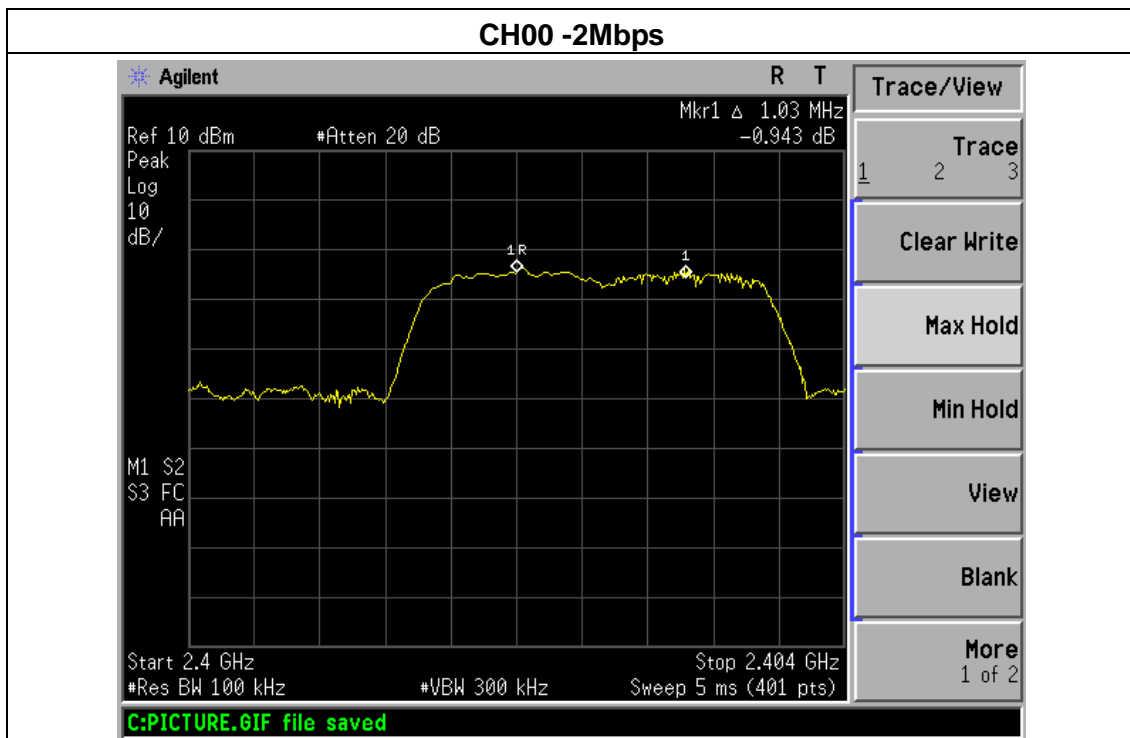 CH00 -2Mbps
Agilent R T
Mkr1 Δ 1.03 MHz
Ref 10 dBm #Atten 20 dB -0.943 dB
Peak
Log
10
dB/
1R
1
M1 S2
S3 FC
AA
Start 2.4 GHz Stop 2.404 GHz
#Res BW 100 kHz #VBW 300 kHz Sweep 5 ms (401 pts)
C:PICTURE.GIF file saved
Trace/View
Trace
1 2 3
Clear Write
Max Hold
Min Hold
View
Blank
More
1 of 2